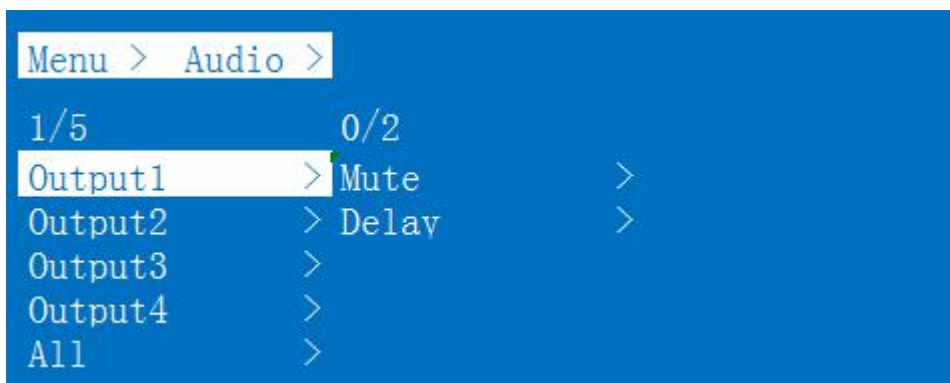 Menu > Audio >
1/5 0/2
Output1 > Mute >
Output2 > Delay >
Output3 >
Output4 >
All >